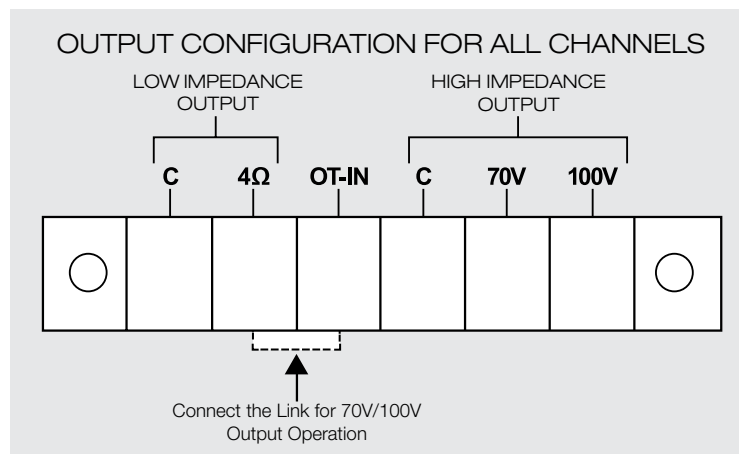 OUTPUT CONFIGURATION FOR ALL CHANNELS
LOW IMPEDANCE
OUTPUT
HIGH IMPEDANCE
OUTPUT
C 4Ω OT-IN C 70V 100V
Connect the Link for 70V/100V
Output Operation